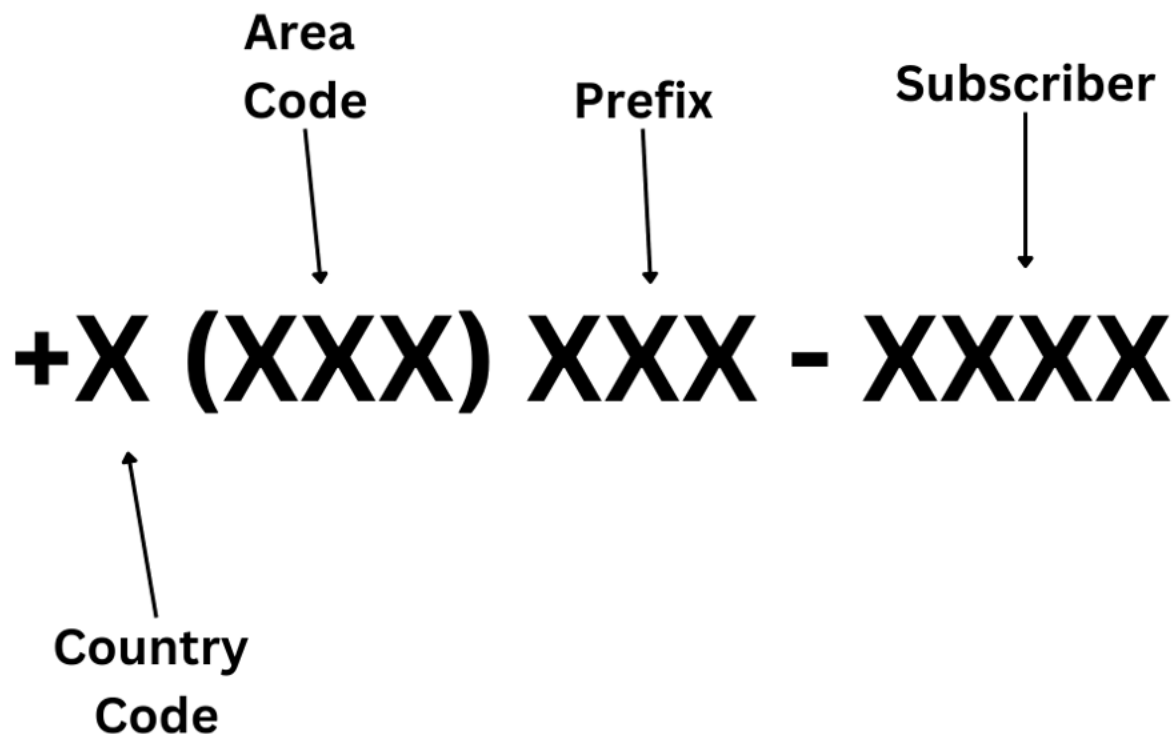 Area
Code
Prefix
Subscriber
+X (XXX) XXX - XXXX
Country
Code